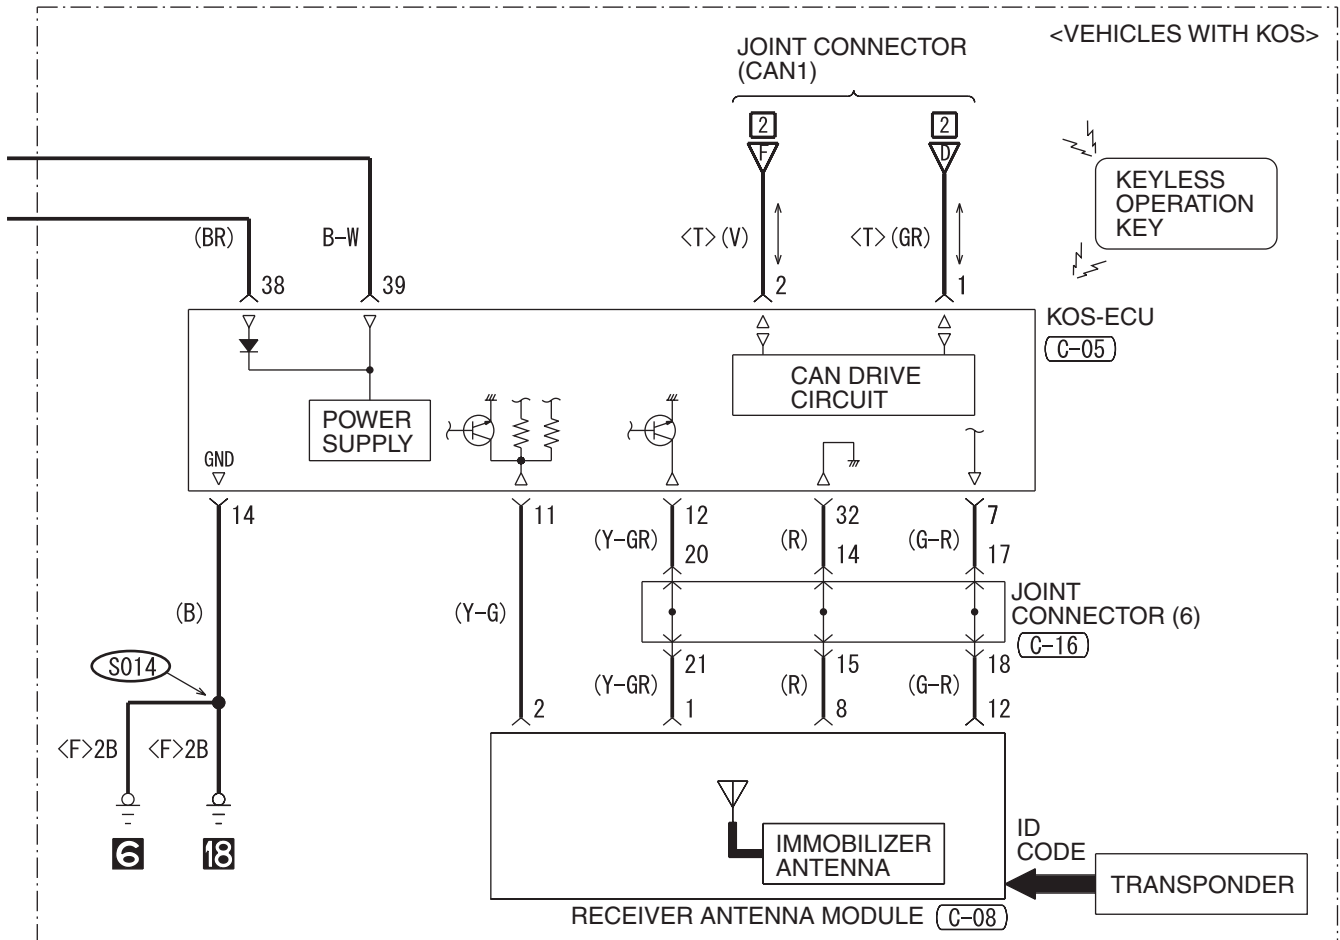 <VEHICLES WITH KOS>
JOINT CONNECTOR
(CAN1)
2 2
F D
KEYLESS
OPERATION
KEY
(BR) B-W <T>(V) <T>(GR)
38 39 2 1
KOS-ECU
C-05
CAN DRIVE
CIRCUIT
POWER
SUPPLY
GND
14 11 12 32 7
(Y-GR) (R) (G-R)
20 14 17
JOINT
CONNECTOR (6)
C-16
(B) (Y-G)
21 15 18
S014
(Y-GR) (R) (G-R)
2 1 8 12
<F>2B <F>2B
6 18
IMMOBILIZER
ANTENNA
ID
CODE
TRANSPONDER
RECEIVER ANTENNA MODULE C-08